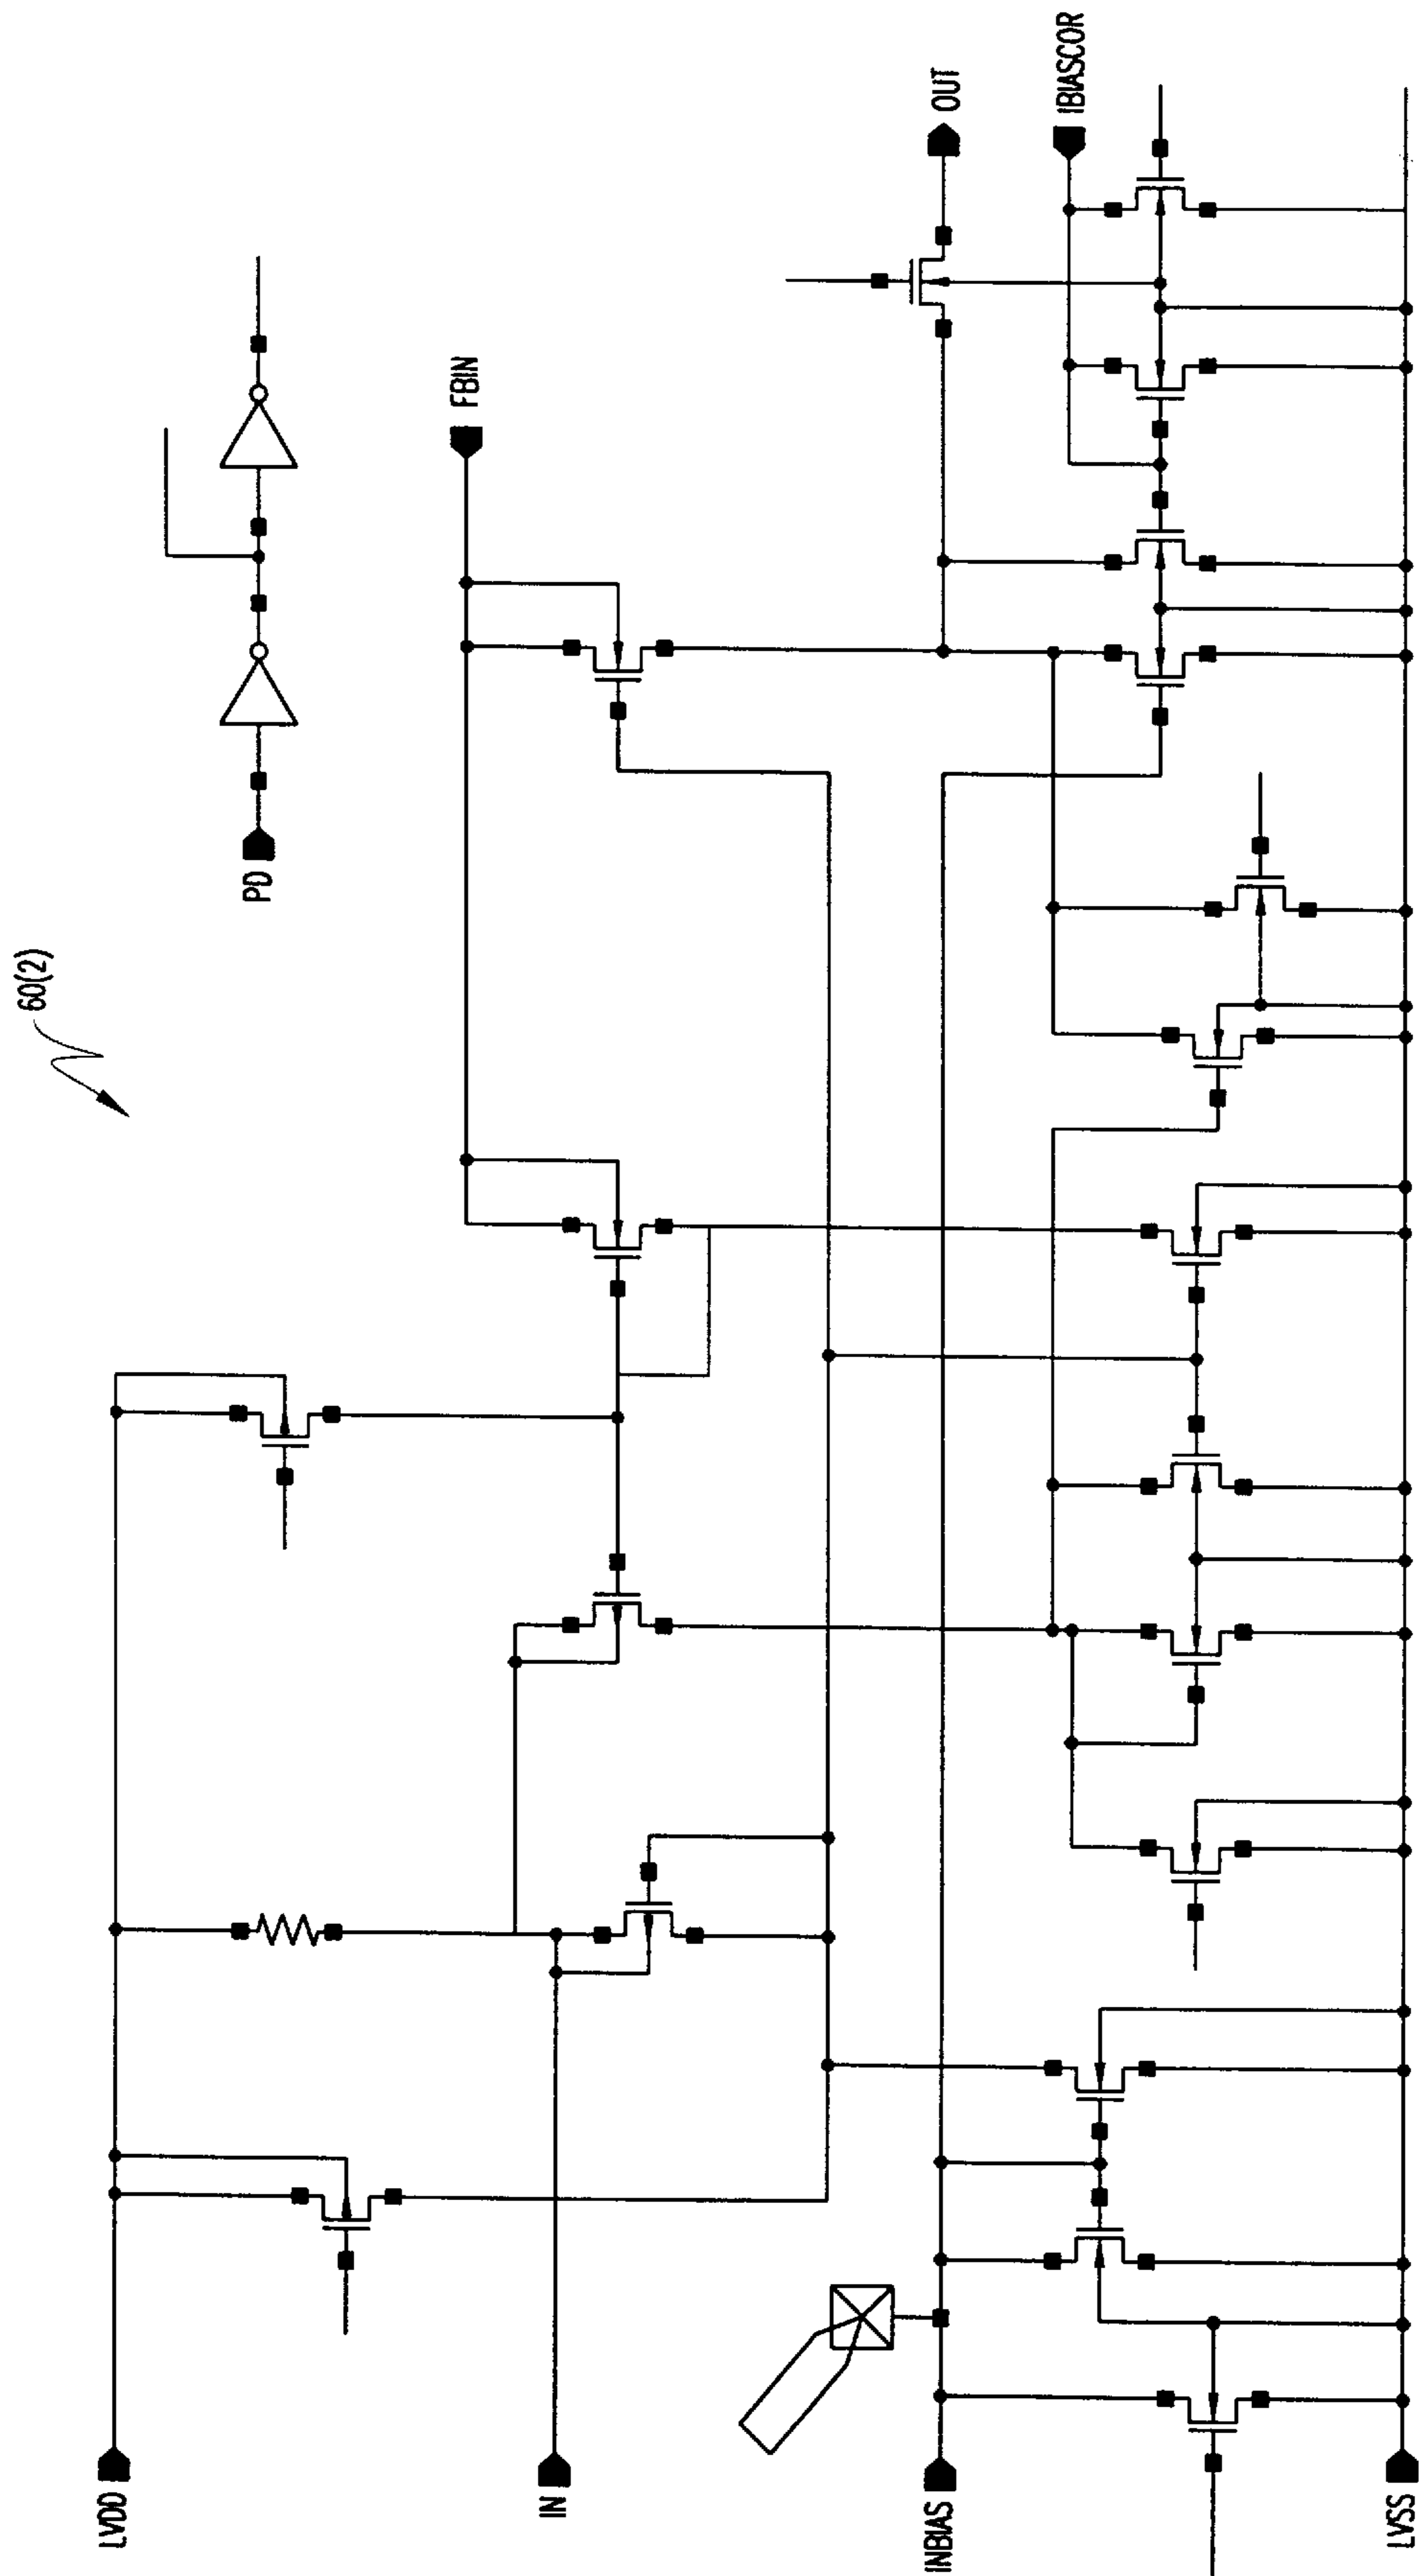 60(2)
PD
FBIN
OUT
IBIASCOR
LVDD
IN
INBIAS
LVSS